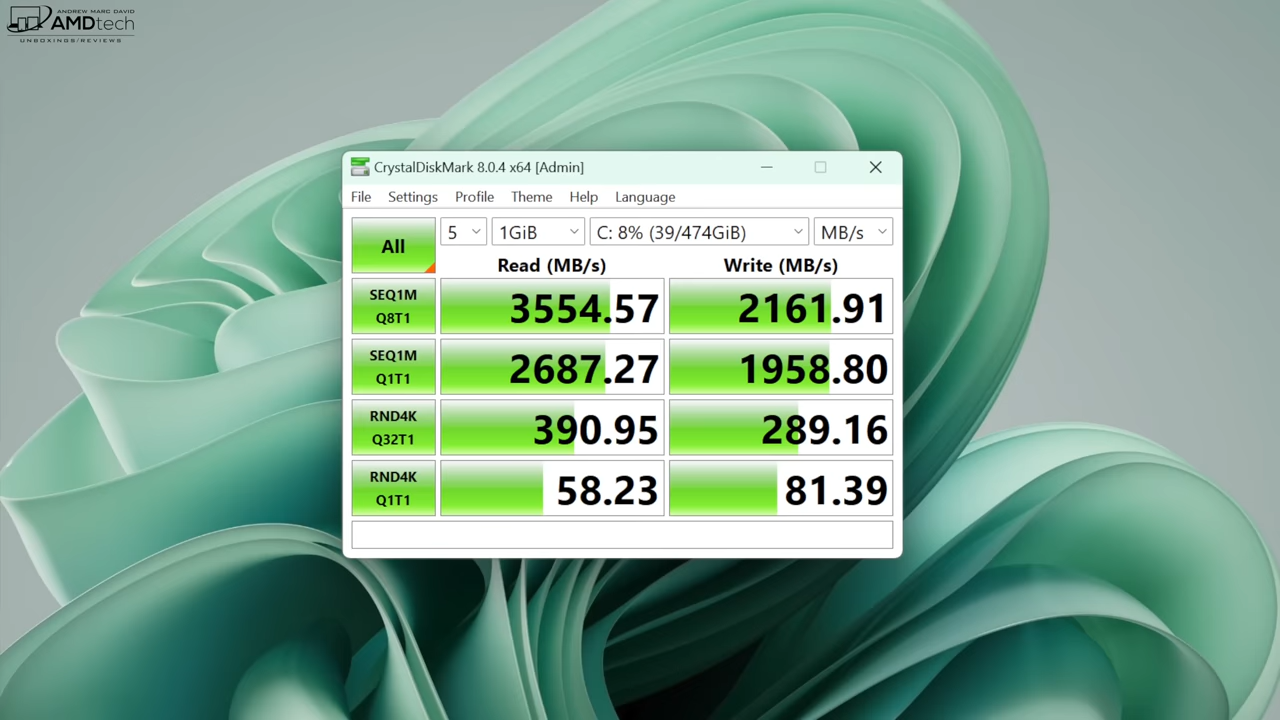 ANDREW MARC DAVID
AMDtech
UNBOXINGS/REVIEWS
CrystalDiskMark 8.0.4 x64 [Admin]
File Settings Profile Theme Help Language
All 5 1GiB C: 8% (39/474GiB) MB/s
Read (MB/s) Write (MB/s)
SEQ1M
Q8T1 3554.57 2161.91
SEQ1M
Q1T1 2687.27 1958.80
RND4K
Q32T1 390.95 289.16
RND4K
Q1T1 58.23 81.39